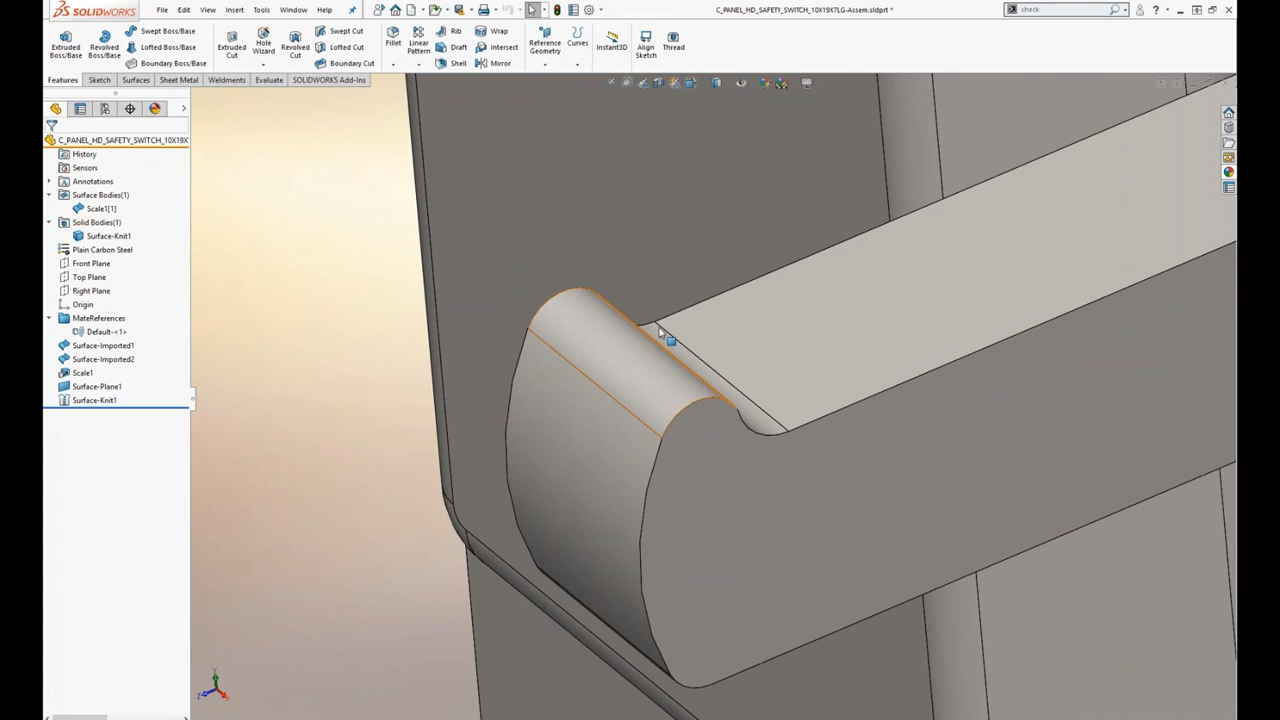 SOLIDWORKS File Edit View Insert Tools Window Help C_PANEL_HD_SAFETY_SWITCH_10X19X7LG-Assem.sldprt * check ?
Extruded Boss/Base
Revolved Boss/Base
Swept Boss/Base
Lofted Boss/Base
Boundary Boss/Base
Extruded Cut
Hole Wizard
Revolved Cut
Swept Cut
Lofted Cut
Boundary Cut
Fillet
Linear Pattern
Rib
Draft
Shell
Wrap
Intersect
Mirror
Reference Geometry
Curves
Instant3D
Align Sketch
Thread
Features Sketch Surfaces Sheet Metal Weldments Evaluate SOLIDWORKS Add-Ins
C_PANEL_HD_SAFETY_SWITCH_10X19X
History
Sensors
Annotations
Surface Bodies(1)
Scale1[1]
Solid Bodies(1)
Surface-Knit1
Plain Carbon Steel
Front Plane
Top Plane
Right Plane
Origin
MateReferences
Default-<1>
Surface-Imported1
Surface-Imported2
Scale1
Surface-Plane1
Surface-Knit1